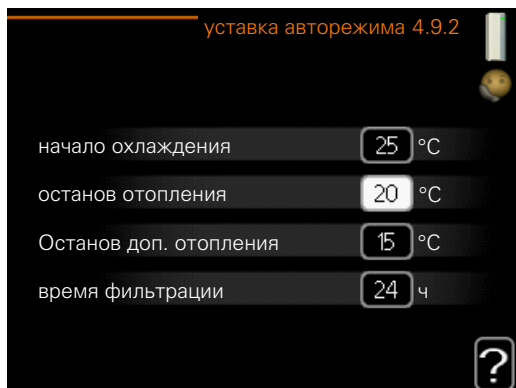 уставка авторежима 4.9.2
начало охлаждения 25 °C
останов отопления 20 °C
Останов доп. отопления 15 °C
время фильтрации 24 ч
?